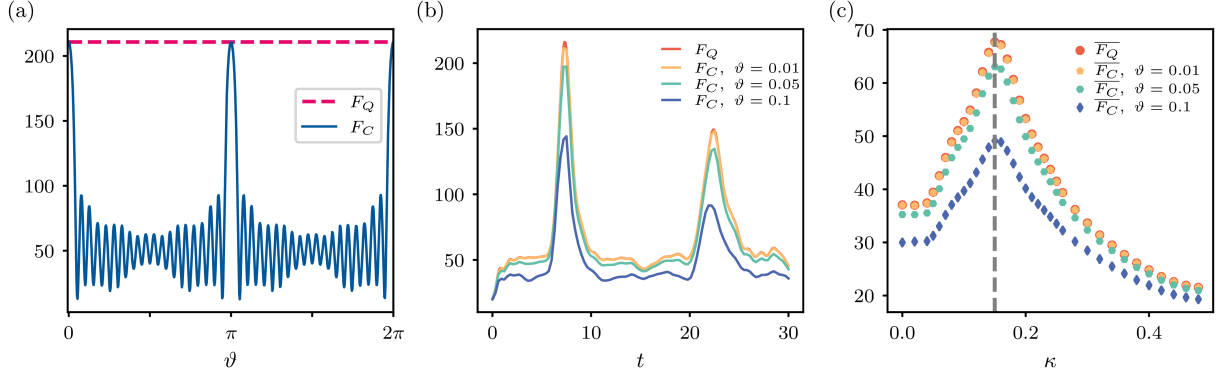 (a)
200
150
100
50
F_Q
F_C
0
π
2π
ϑ
(b)
200
150
100
50
F_Q
F_C, ϑ = 0.01
F_C, ϑ = 0.05
F_C, ϑ = 0.1
0
10
20
30
t
(c)
70
60
50
40
30
20
\overline{F_Q}
\overline{F_C}, ϑ = 0.01
\overline{F_C}, ϑ = 0.05
\overline{F_C}, ϑ = 0.1
0.0
0.2
0.4
κ